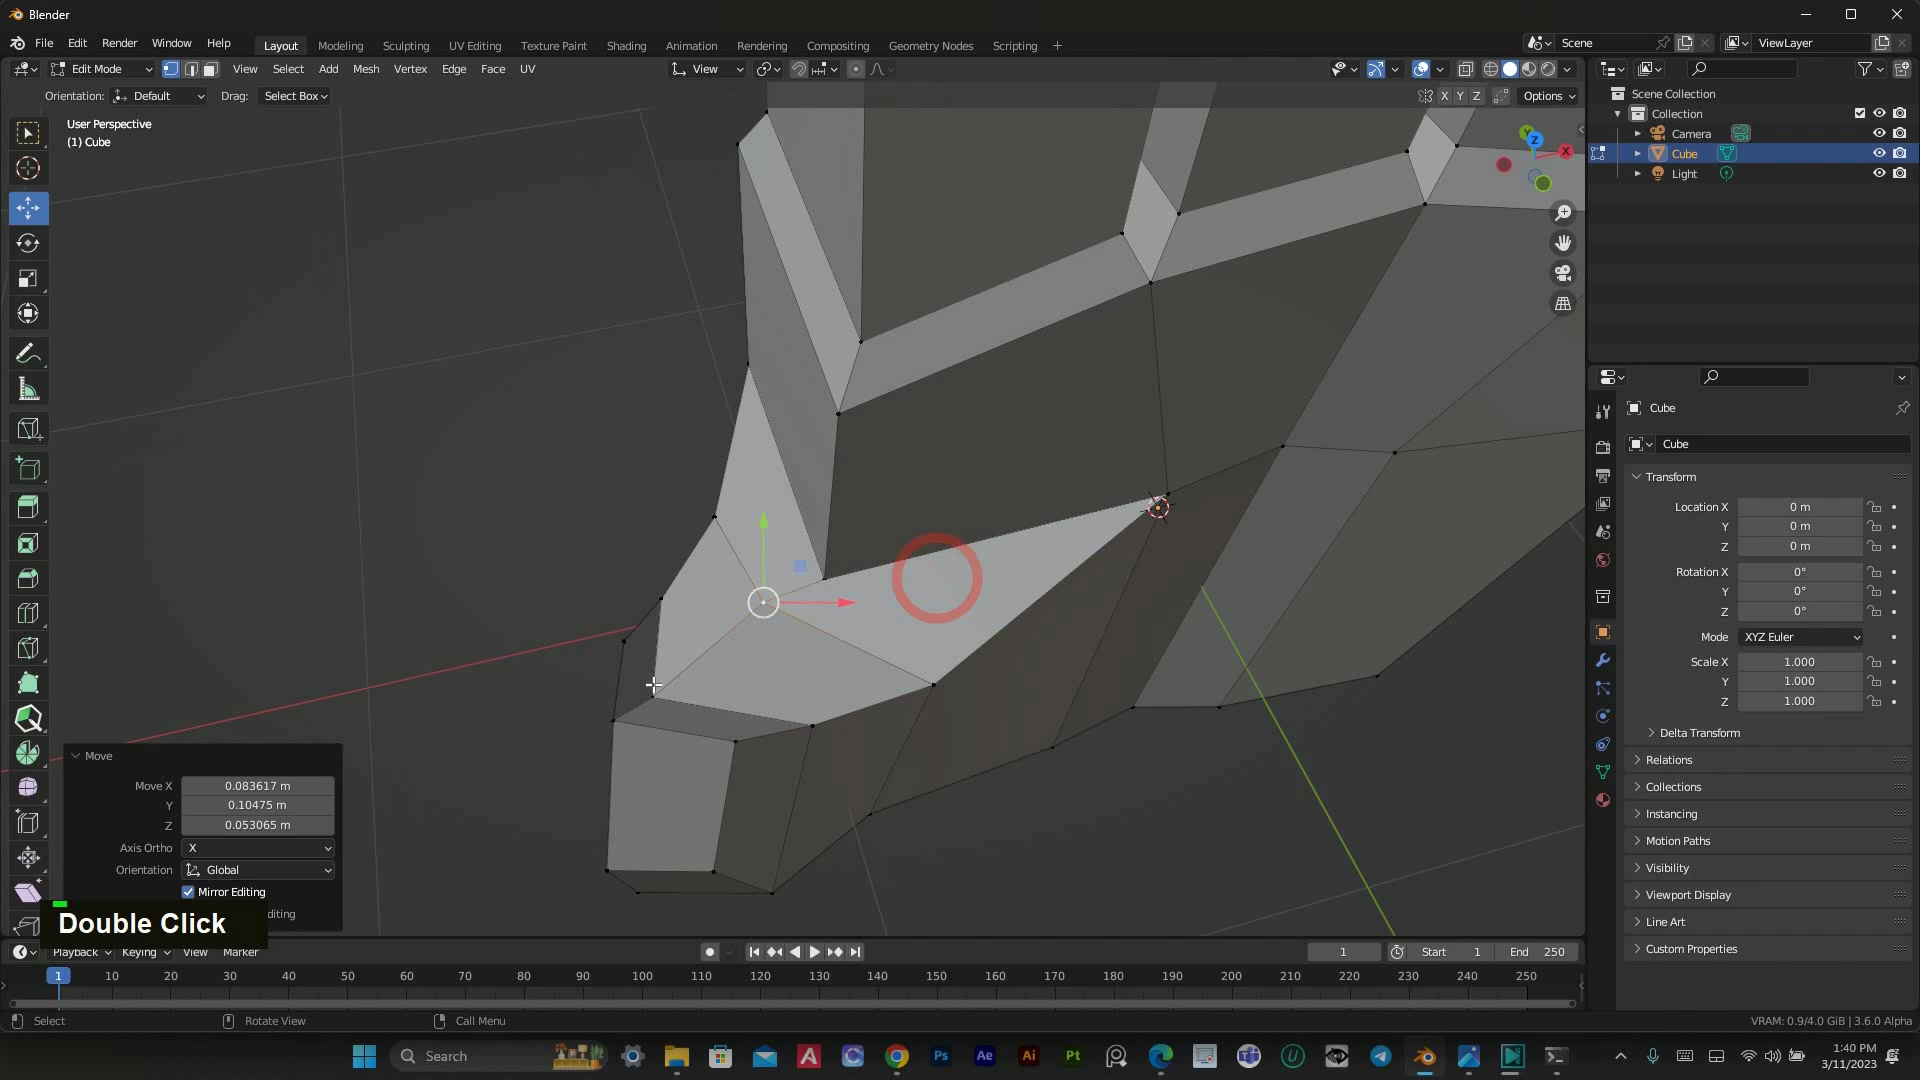 Blender
File Edit Render Window Help
Layout Modeling Sculpting UV Editing Texture Paint Shading Animation Rendering Compositing Geometry Nodes Scripting +
Scene
ViewLayer
Edit Mode View Select Add Mesh Vertex Edge Face UV
View
Orientation: Default Drag: Select Box
X Y Z Options
User Perspective
(1) Cube
Z
Y
X
Scene Collection
Collection
Camera
Cube
Light
Cube
Cube
Transform
Location X 0 m
Y 0 m
Z 0 m
Rotation X 0°
Y 0°
Z 0°
Mode XYZ Euler
Scale X 1.000
Y 1.000
Z 1.000
Delta Transform
Relations
Collections
Instancing
Motion Paths
Visibility
Viewport Display
Line Art
Custom Properties
Move
Move X 0.083617 m
Y 0.10475 m
Z 0.053065 m
Axis Ortho X
Orientation Global
Mirror Editing
diting
Double Click
Playback Keying View Marker
1 Start 1 End 250
1 10 20 30 40 50 60 70 80 90 100 110 120 130 140 150 160 170 180 190 200 210 220 230 240 250
Select Rotate View Call Menu
VRAM: 0.9/4.0 GiB | 3.6.0 Alpha
Search
Ps Ae Ai Pt
1:40 PM
3/11/2023